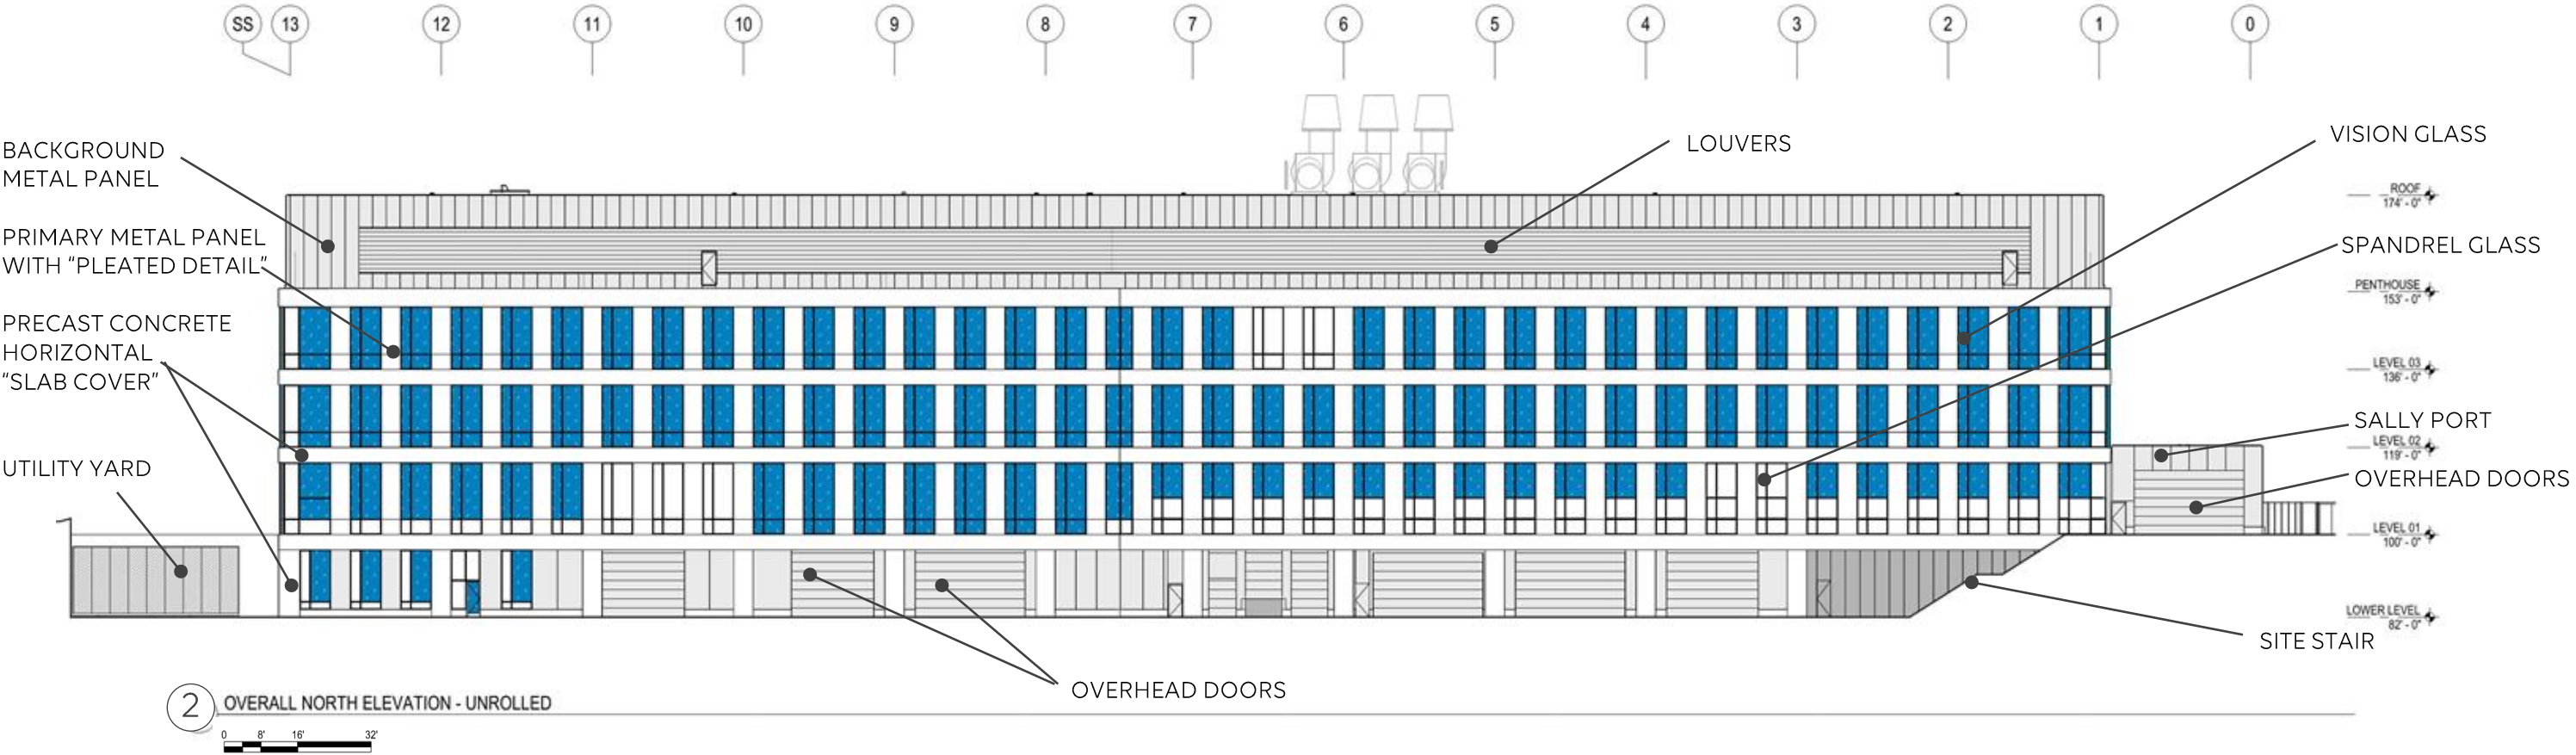 SS 13 12 11 10 9 8 7 6 5 4 3 2 1 0
BACKGROUND
METAL PANEL
PRIMARY METAL PANEL
WITH “PLEATED DETAIL”
PRECAST CONCRETE
HORIZONTAL
“SLAB COVER”
UTILITY YARD
LOUVERS
VISION GLASS
ROOF
174' - 0"
SPANDREL GLASS
PENTHOUSE
153' - 0"
LEVEL 03
136' - 0"
SALLY PORT
LEVEL 02
119' - 0"
OVERHEAD DOORS
LEVEL 01
100' - 0"
LOWER LEVEL
82' - 0"
SITE STAIR
OVERHEAD DOORS
2 OVERALL NORTH ELEVATION - UNROLLED
0 8' 16' 32'